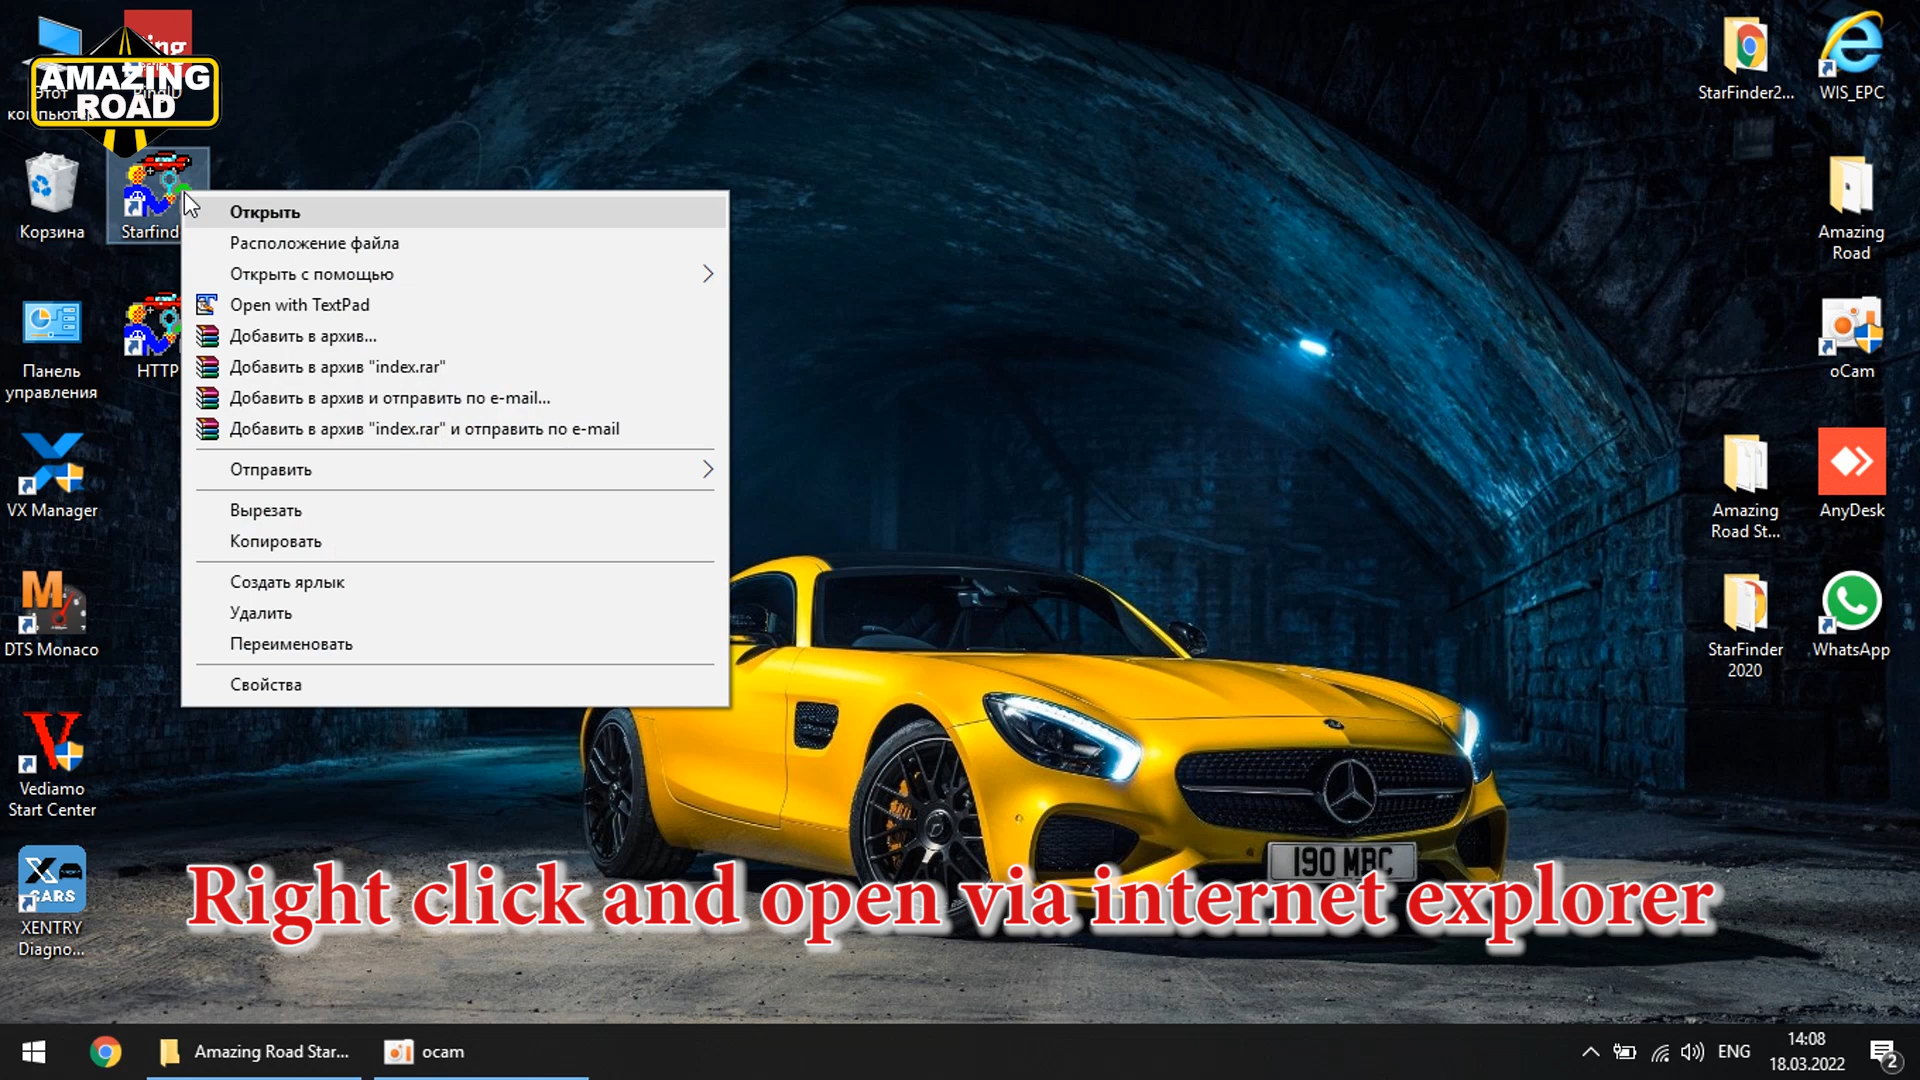 AMAZING
ROAD
Этот
компьютер
PingID
Корзина
Starfind
Панель
управления
HTTP
VX Manager
DTS Monaco
Vediamo
Start Center
XENTRY
Diagno...
Открыть
Расположение файла
Открыть с помощью
Open with TextPad
Добавить в архив...
Добавить в архив "index.rar"
Добавить в архив и отправить по e-mail...
Добавить в архив "index.rar" и отправить по e-mail
Отправить
Вырезать
Копировать
Создать ярлык
Удалить
Переименовать
Свойства
StarFinder2...
WIS_EPC
Amazing
Road
oCam
Amazing
Road St...
AnyDesk
StarFinder
2020
WhatsApp
190 MBC
Right click and open via internet explorer
Amazing Road Star...
ocam
ENG
14:08
18.03.2022
2